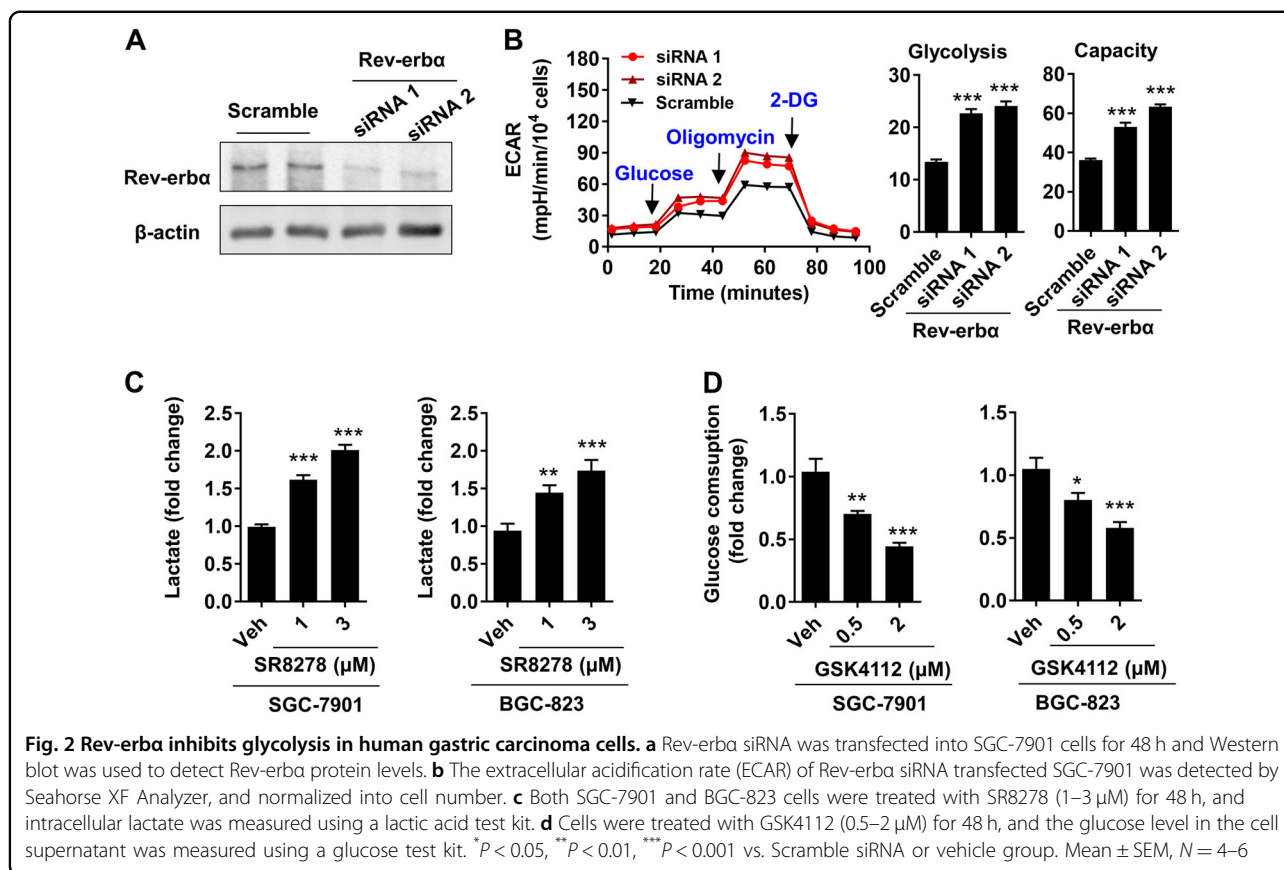 A
Rev-erbα
Scramble
siRNA 1
siRNA 2
Rev-erbα
β-actin
B
siRNA 1
siRNA 2
Scramble
ECAR
(mpH/min/10⁴ cells)
180
150
120
90
60
30
0
Glucose
Oligomycin
2-DG
0 20 40 60 80 100
Time (minutes)
Glycolysis
30
20
10
0
***
***
Scramble
siRNA 1
siRNA 2
Rev-erbα
Capacity
80
60
40
20
0
***
***
Scramble
siRNA 1
siRNA 2
Rev-erbα
C
Lactate (fold change)
2.5
2.0
1.5
1.0
0.5
0.0
***
***
Veh 1 3
SR8278 (µM)
SGC-7901
Lactate (fold change)
2.5
2.0
1.5
1.0
0.5
0.0
**
***
Veh 1 3
SR8278 (µM)
BGC-823
D
Glucose comsuption
(fold change)
1.5
1.0
0.5
0.0
**
***
Veh 0.5 2
GSK4112 (µM)
SGC-7901
1.5
1.0
0.5
0.0
*
***
Veh 0.5 2
GSK4112 (µM)
BGC-823
Fig. 2 Rev-erbα inhibits glycolysis in human gastric carcinoma cells. a Rev-erbα siRNA was transfected into SGC-7901 cells for 48 h and Western
blot was used to detect Rev-erbα protein levels. b The extracellular acidification rate (ECAR) of Rev-erbα siRNA transfected SGC-7901 was detected by
Seahorse XF Analyzer, and normalized into cell number. c Both SGC-7901 and BGC-823 cells were treated with SR8278 (1–3 µM) for 48 h, and
intracellular lactate was measured using a lactic acid test kit. d Cells were treated with GSK4112 (0.5–2 µM) for 48 h, and the glucose level in the cell
supernatant was measured using a glucose test kit. *P < 0.05, **P < 0.01, ***P < 0.001 vs. Scramble siRNA or vehicle group. Mean ± SEM, N = 4–6